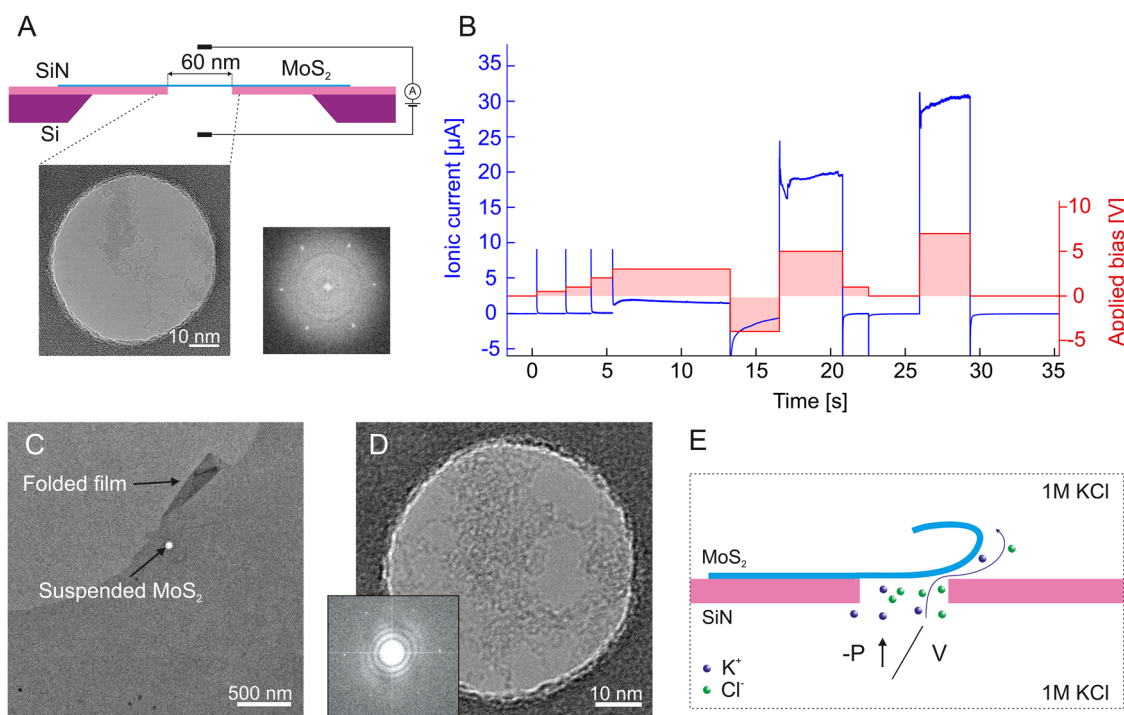 A
60 nm
SiN
MoS₂
A
Si
10 nm
B
Ionic current [µA]
35
30
25
20
15
10
5
0
-5
10
5
0
-5
Applied bias [V]
0
5
10
15
20
25
30
35
Time [s]
C
Folded film
Suspended MoS₂
500 nm
D
10 nm
E
1M KCl
MoS₂
SiN
-P
V
K⁺
Cl⁻
1M KCl